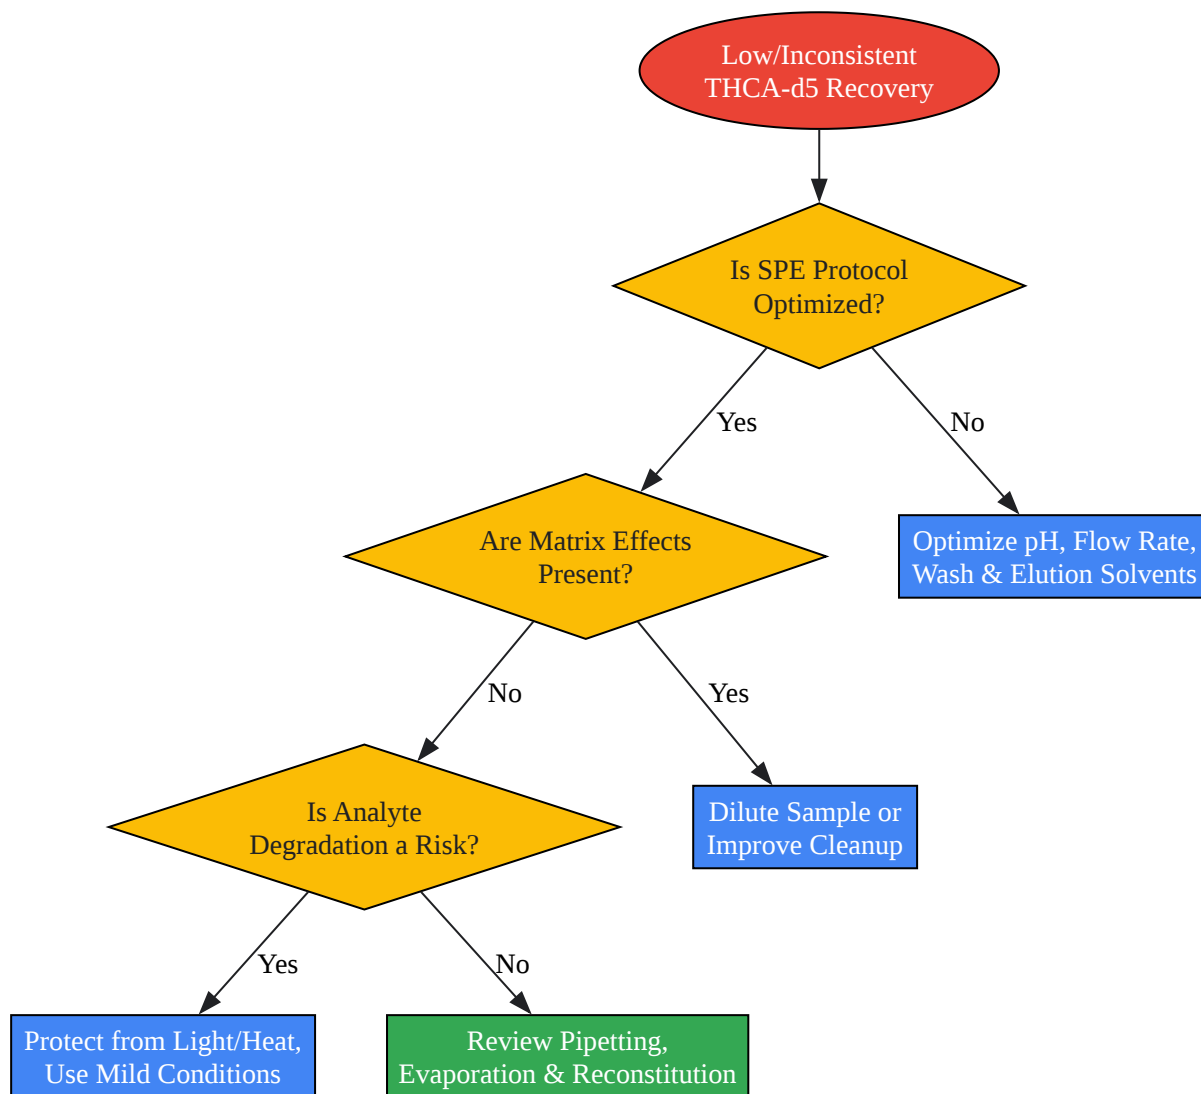 Low/Inconsistent
THCA-d5 Recovery
Is SPE Protocol
Optimized?
Yes
No
Are Matrix Effects
Present?
Optimize pH, Flow Rate,
Wash & Elution Solvents
No
Yes
Is Analyte
Degradation a Risk?
Dilute Sample or
Improve Cleanup
Yes
No
Protect from Light/Heat,
Use Mild Conditions
Review Pipetting,
Evaporation & Reconstitution